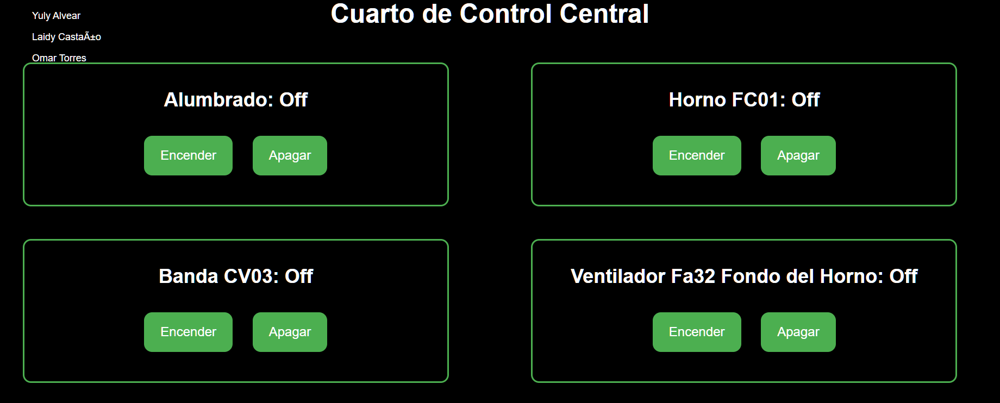 Cuarto de Control Central
Yuly Alvear
Laidy CastaÃ±o
Omar Torres
Alumbrado: Off
Encender Apagar
Horno FC01: Off
Encender Apagar
Banda CV03: Off
Encender Apagar
Ventilador Fa32 Fondo del Horno: Off
Encender Apagar